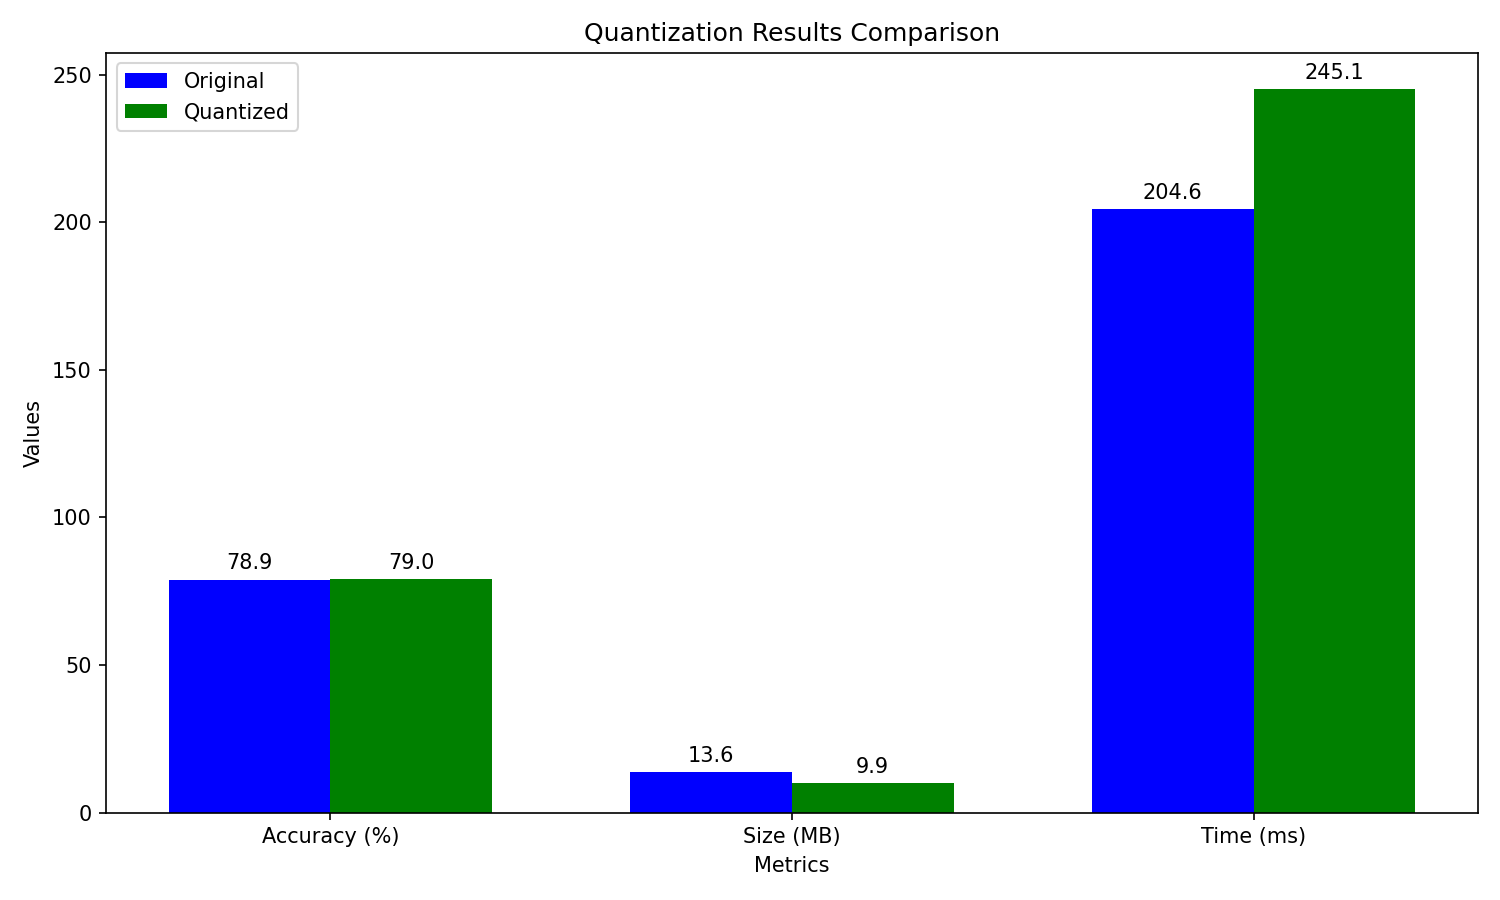 Quantization Results Comparison
Original
Quantized
250
200
150
100
50
0
Values
78.9
79.0
13.6
9.9
204.6
245.1
Accuracy (%)
Size (MB)
Time (ms)
Metrics